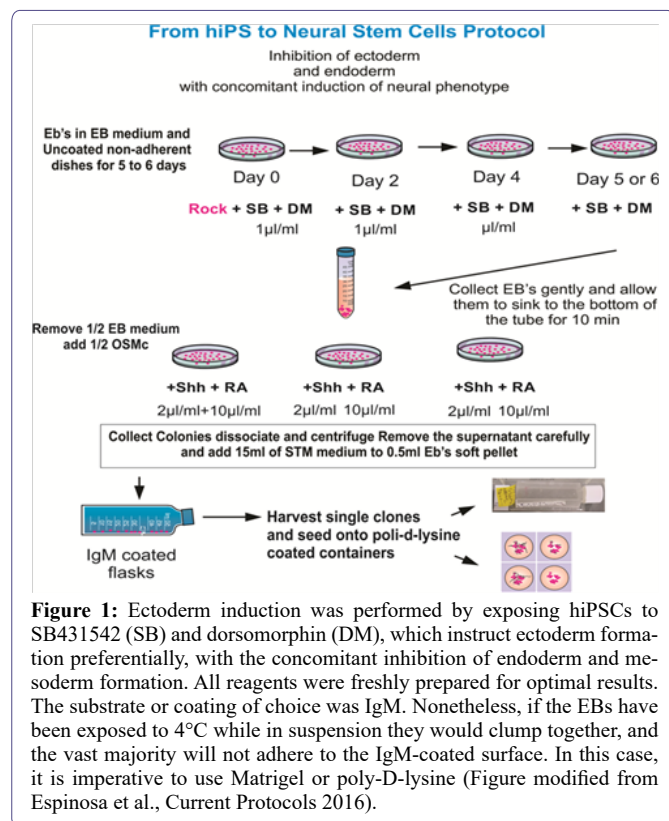 From hiPS to Neural Stem Cells Protocol
Inhibition of ectoderm
and endoderm
with concomitant induction of neural phenotype
Eb's in EB medium and
Uncoated non-adherent
dishes for 5 to 6 days
Day 0
Day 2
Day 4
Day 5 or 6
Rock + SB + DM
+ SB + DM
+ SB + DM
+ SB + DM
1µl/ml
1µl/ml
µl/ml
Collect EB's gently and allow
them to sink to the bottom of
the tube for 10 min
Remove 1/2 EB medium
add 1/2 OSMc
+Shh + RA
+Shh + RA
+Shh + RA
2µl/ml+10µl/ml
2µl/ml 10µl/ml
2µl/ml 10µl/ml
Collect Colonies dissociate and centrifuge Remove the supernatant carefully
and add 15ml of STM medium to 0.5ml Eb's soft pellet
IgM coated
flasks
Harvest single clones
and seed onto poli-d-lysine
coated containers
Figure 1: Ectoderm induction was performed by exposing hiPSCs to
SB431542 (SB) and dorsomorphin (DM), which instruct ectoderm forma-
tion preferentially, with the concomitant inhibition of endoderm and me-
soderm formation. All reagents were freshly prepared for optimal results.
The substrate or coating of choice was IgM. Nonetheless, if the EBs have
been exposed to 4°C while in suspension they would clump together, and
the vast majority will not adhere to the IgM-coated surface. In this case,
it is imperative to use Matrigel or poly-D-lysine (Figure modified from
Espinosa et al., Current Protocols 2016).